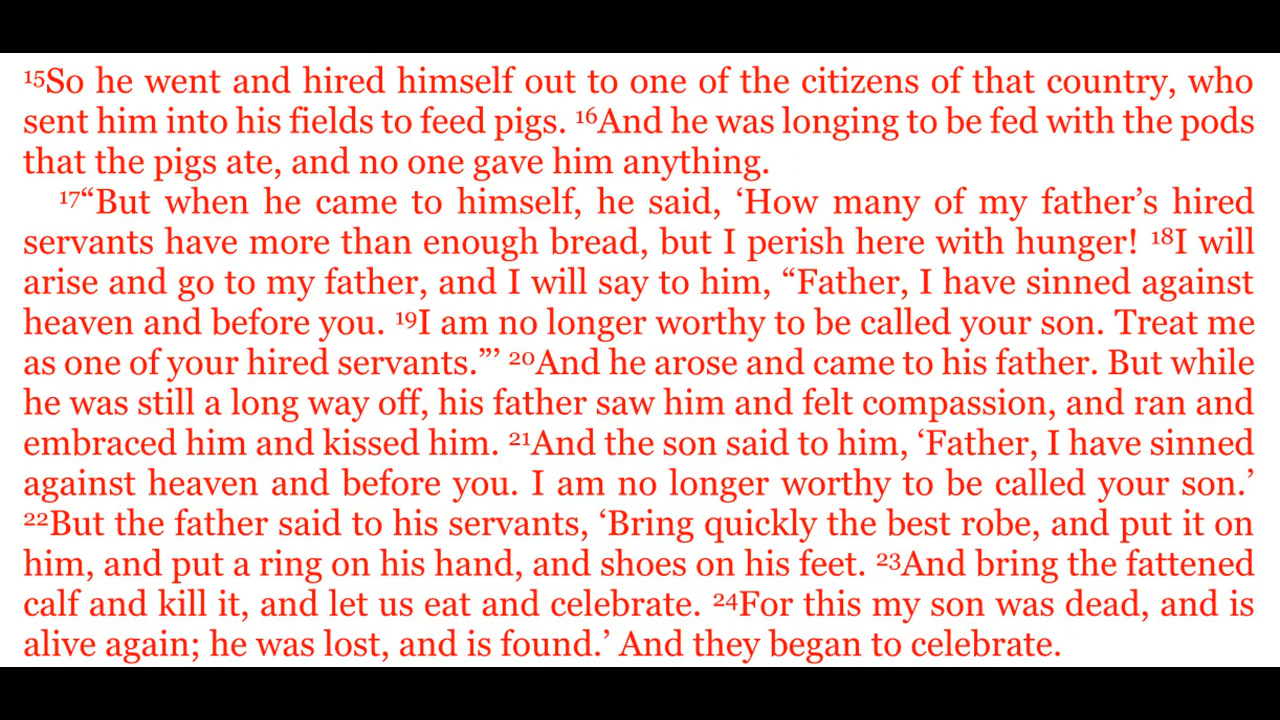 15So he went and hired himself out to one of the citizens of that country, who
sent him into his fields to feed pigs. 16And he was longing to be fed with the pods
that the pigs ate, and no one gave him anything.
17“But when he came to himself, he said, ‘How many of my father’s hired
servants have more than enough bread, but I perish here with hunger! 18I will
arise and go to my father, and I will say to him, “Father, I have sinned against
heaven and before you. 19I am no longer worthy to be called your son. Treat me
as one of your hired servants.”’ 20And he arose and came to his father. But while
he was still a long way off, his father saw him and felt compassion, and ran and
embraced him and kissed him. 21And the son said to him, ‘Father, I have sinned
against heaven and before you. I am no longer worthy to be called your son.’
22But the father said to his servants, ‘Bring quickly the best robe, and put it on
him, and put a ring on his hand, and shoes on his feet. 23And bring the fattened
calf and kill it, and let us eat and celebrate. 24For this my son was dead, and is
alive again; he was lost, and is found.’ And they began to celebrate.